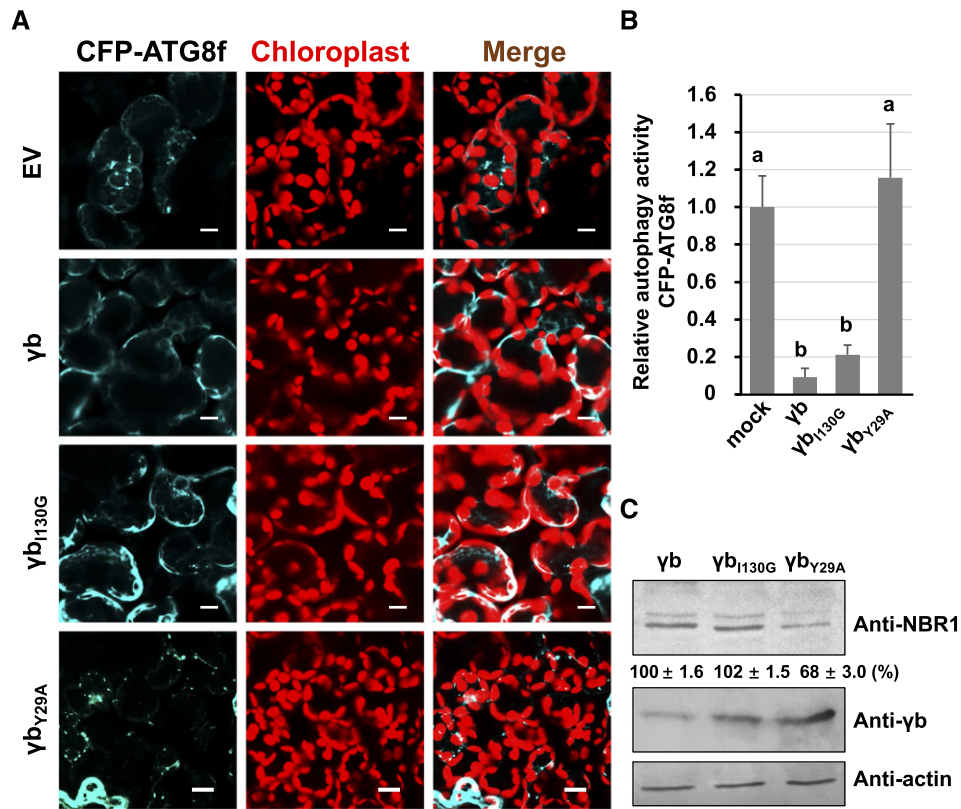 A
CFP-ATG8f Chloroplast Merge
EV
γb
γbI130G
γbY29A
B
Relative autophagy activity
CFP-ATG8f
1.6
1.4
1.2
1.0
0.8
0.6
0.4
0.2
0
a
b
b
a
mock γb γbI130G γbY29A
C
γb γbI130G γbY29A
Anti-NBR1
100 ± 1.6 102 ± 1.5 68 ± 3.0 (%)
Anti-γb
Anti-actin